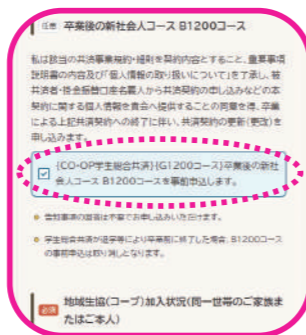 任意 卒業後の新社会人コース B1200コース
私は該当の共済事業規約・細則を契約内容とすること、重要事項
説明書の内容及び「個人情報の取り扱いについて」を了承し、被
共済者・掛金振替口座名義人から共済契約の申し込みなどの本
契約に関する個人情報を貴会へ提供することの同意を得、卒業
による上記共済契約への終了に伴い、共済契約の更新(更改)を
申し込みます。
{CO・OP学生総合共済}{G1200コース}卒業後の新社
会人コース B1200コースを事前申込します。
告知事項の回答は不要でお申し込みいただけます。
学生総合共済が退学等により卒業前に終了した場合、B1200コース
の事前申込は取り消しとなります。
必須 地域生協(コープ)加入状況(同一世帯のご家族ま
たはご本人)